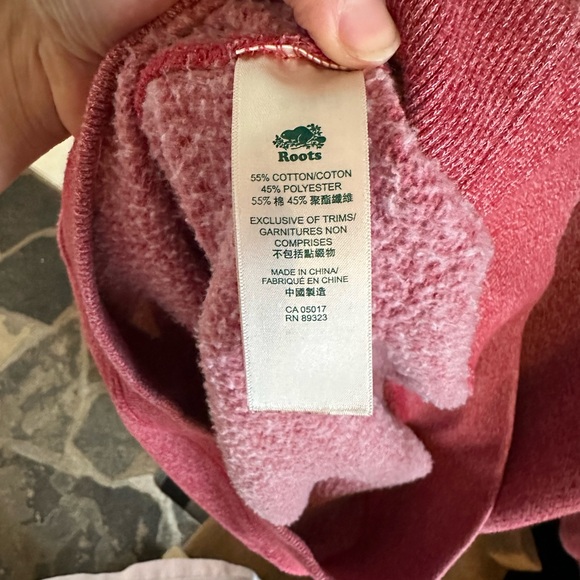 Roots
55% COTTON/COTON
45% POLYESTER
55% 棉 45% 聚酯纖維
EXCLUSIVE OF TRIMS/
GARNITURES NON
COMPRISES
不包括點綴物
MADE IN CHINA/
FABRIQUÉ EN CHINE
中國製造
CA 05017
RN 89323